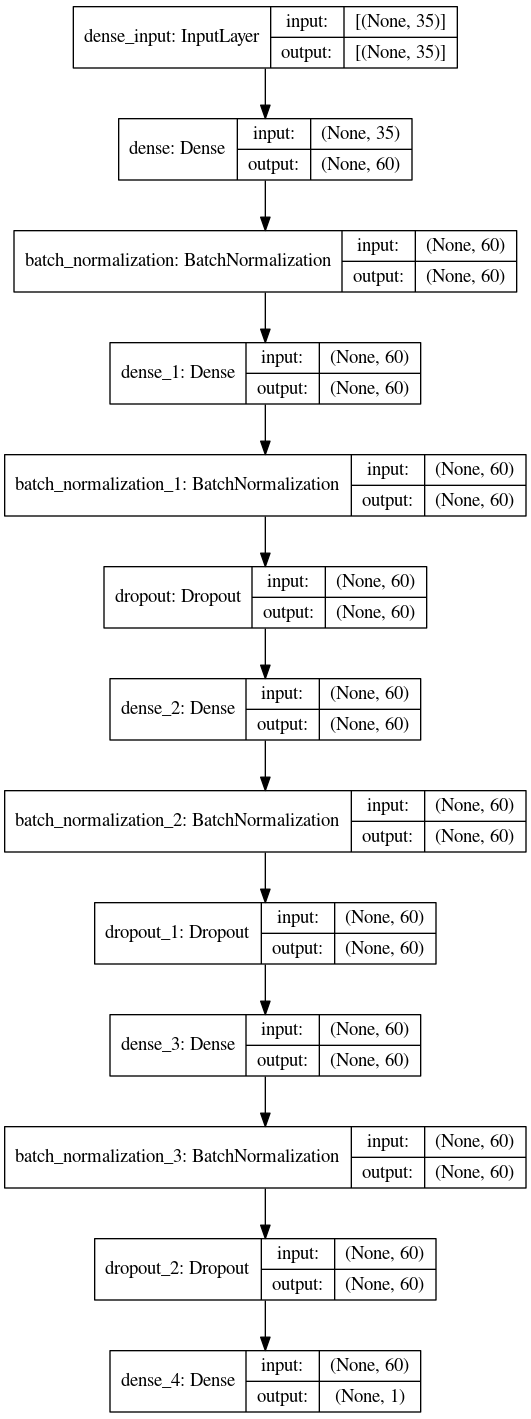 dense_input: InputLayer
input: [(None, 35)]
output: [(None, 35)]
dense: Dense
input: (None, 35)
output: (None, 60)
batch_normalization: BatchNormalization
input: (None, 60)
output: (None, 60)
dense_1: Dense
input: (None, 60)
output: (None, 60)
batch_normalization_1: BatchNormalization
input: (None, 60)
output: (None, 60)
dropout: Dropout
input: (None, 60)
output: (None, 60)
dense_2: Dense
input: (None, 60)
output: (None, 60)
batch_normalization_2: BatchNormalization
input: (None, 60)
output: (None, 60)
dropout_1: Dropout
input: (None, 60)
output: (None, 60)
dense_3: Dense
input: (None, 60)
output: (None, 60)
batch_normalization_3: BatchNormalization
input: (None, 60)
output: (None, 60)
dropout_2: Dropout
input: (None, 60)
output: (None, 60)
dense_4: Dense
input: (None, 60)
output: (None, 1)